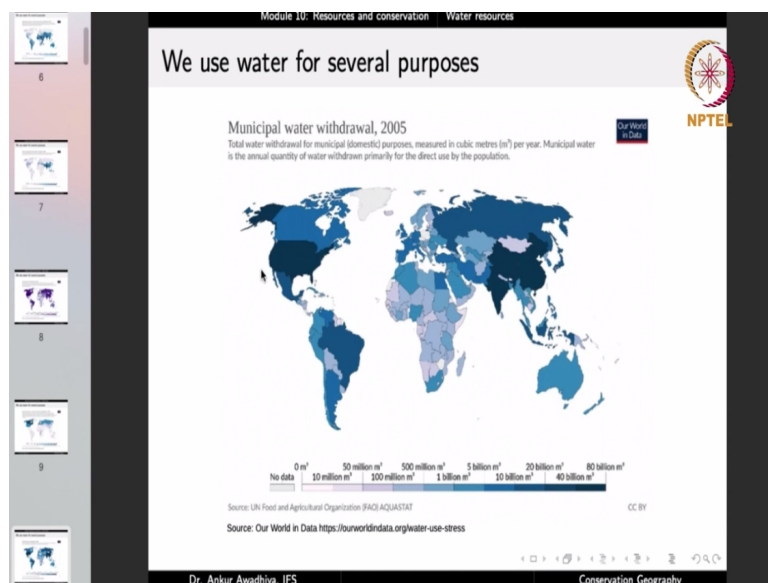 Module 10: Resources and conservation Water resources
We use water for several purposes
NPTEL
Municipal water withdrawal, 2005
Our World
in Data
Total water withdrawal for municipal (domestic) purposes, measured in cubic metres (m³) per year. Municipal water
is the annual quantity of water withdrawn primarily for the direct use by the population.
6
7
8
9
0 m³ 50 million m³ 500 million m³ 5 billion m³ 20 billion m³ 80 billion m³
No data 10 million m³ 100 million m³ 1 billion m³ 10 billion m³ 40 billion m³
Source: UN Food and Agricultural Organization (FAO) AQUASTAT CC BY
Source: Our World in Data https://ourworldindata.org/water-use-stress
Dr. Ankur Awadhiya, IFS Conservation Geography